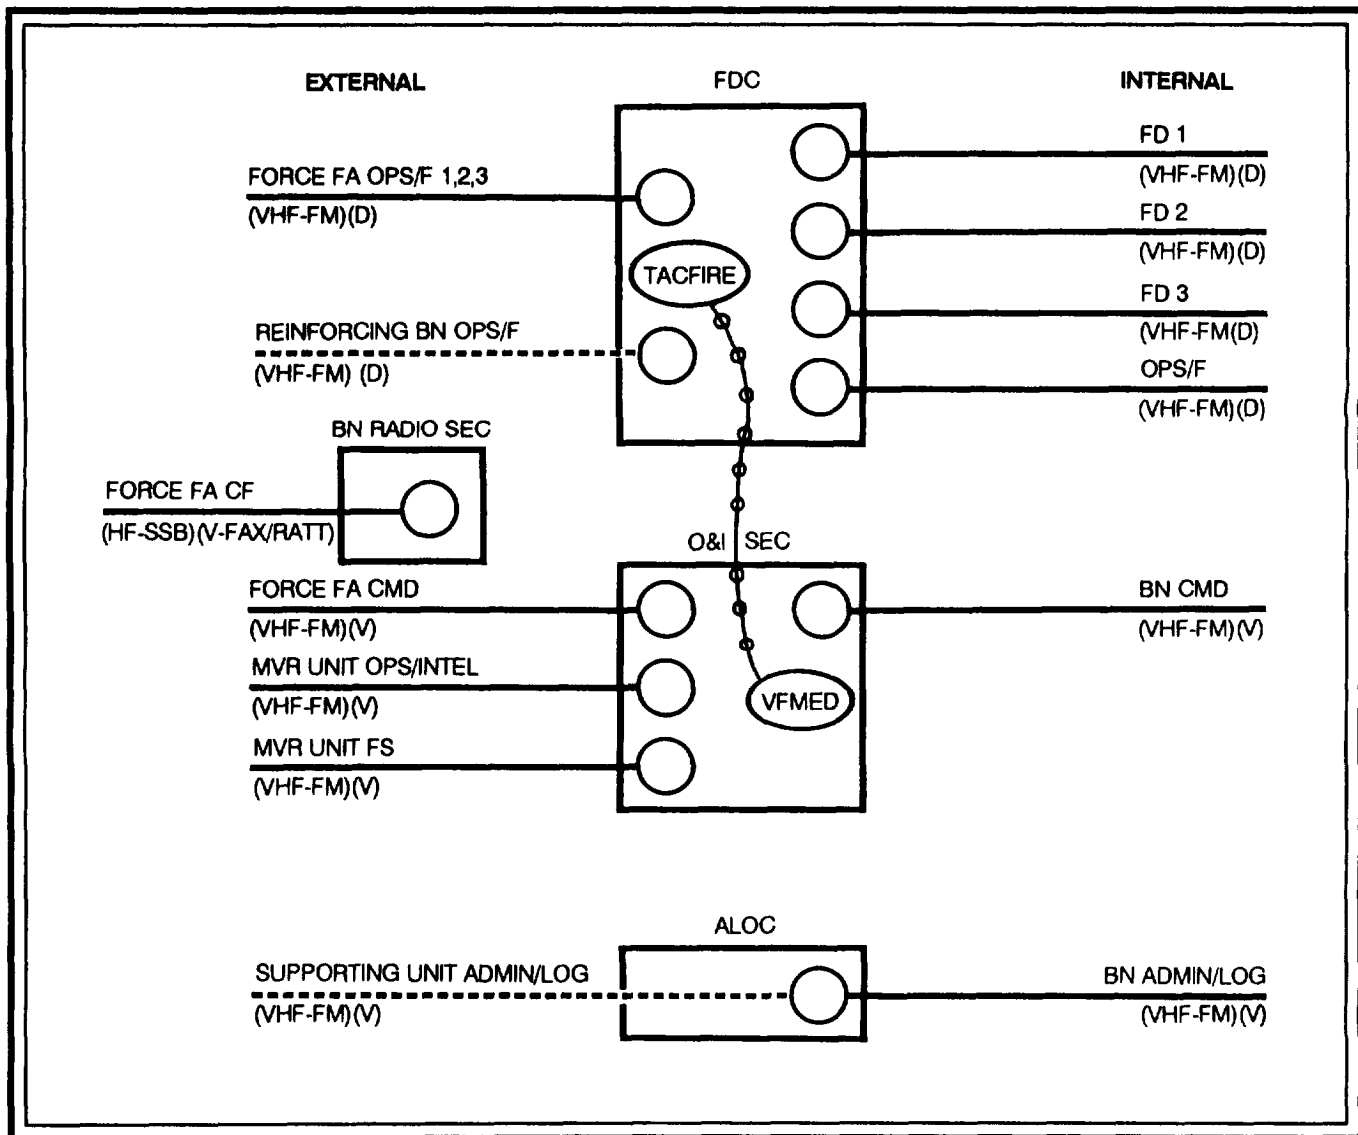 EXTERNAL
FDC
INTERNAL
FORCE FA OPS/F 1,2,3
(VHF-FM)(D)
TACFIRE
REINFORCING BN OPS/F
(VHF-FM) (D)
FD 1
(VHF-FM)(D)
FD 2
(VHF-FM)(D)
FD 3
(VHF-FM(D)
OPS/F
(VHF-FM)(D)
BN RADIO SEC
FORCE FA CF
(HF-SSB)(V-FAX/RATT)
O&I SEC
FORCE FA CMD
(VHF-FM)(V)
MVR UNIT OPS/INTEL
(VHF-FM)(V)
MVR UNIT FS
(VHF-FM)(V)
VFMED
BN CMD
(VHF-FM)(V)
ALOC
SUPPORTING UNIT ADMIN/LOG
(VHF-FM)(V)
BN ADMIN/LOG
(VHF-FM)(V)